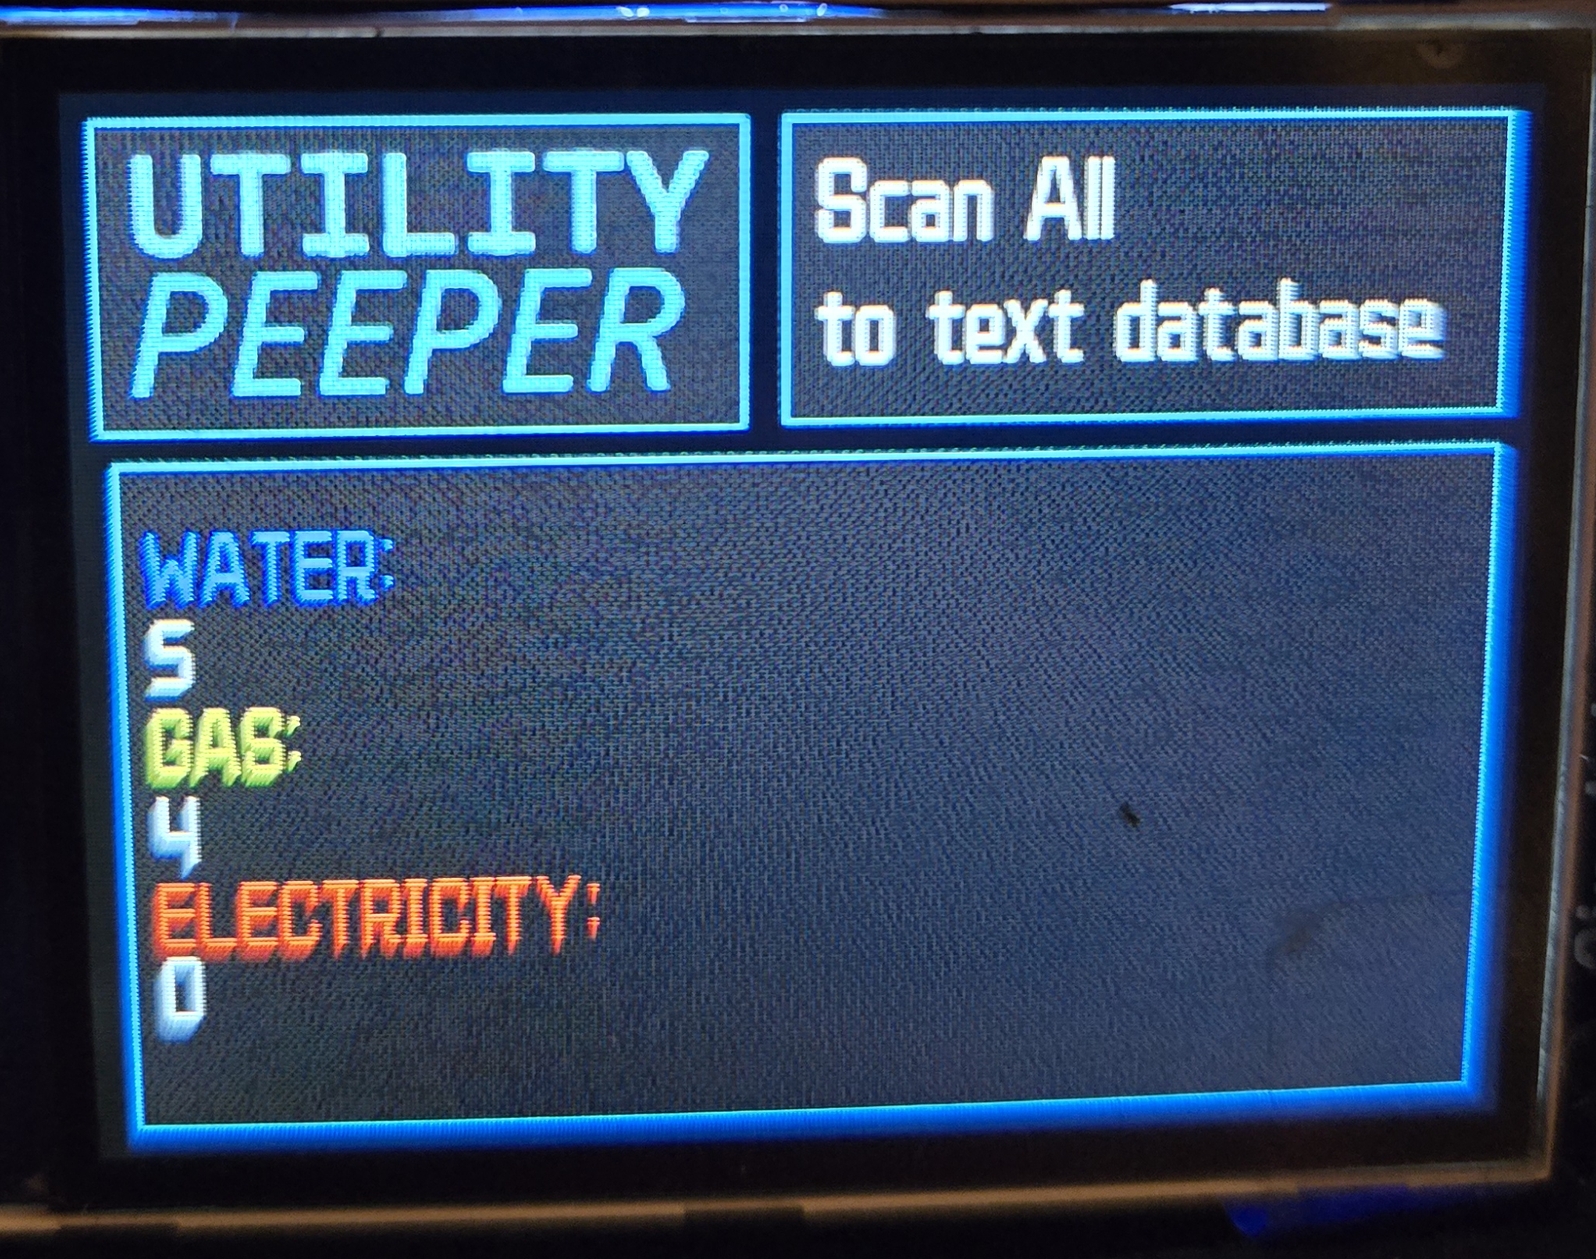 UTILITY
PEEPER
Scan All
to text database
WATER:
5
GAS:
4
ELECTRICITY:
0